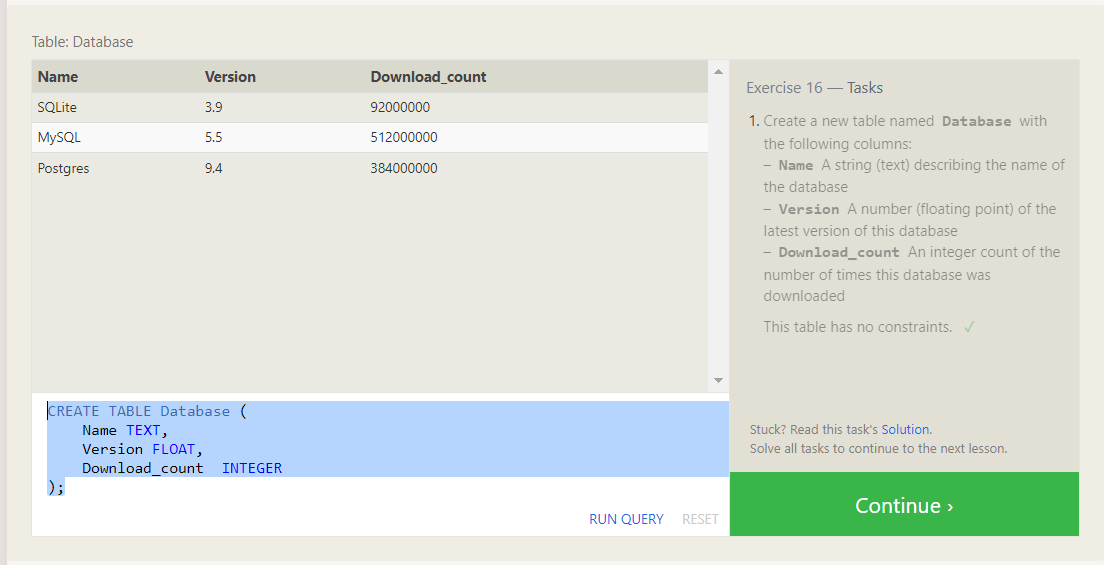 Table: Database
Name Version Download_count
SQLite 3.9 92000000
MySQL 5.5 512000000
Postgres 9.4 384000000
CREATE TABLE Database (
Name TEXT,
Version FLOAT,
Download_count INTEGER
);
RUN QUERY RESET
Exercise 16 — Tasks
1. Create a new table named Database with
the following columns:
– Name A string (text) describing the name of
the database
– Version A number (floating point) of the
latest version of this database
– Download_count An integer count of the
number of times this database was
downloaded
This table has no constraints. ✓
Stuck? Read this task's Solution.
Solve all tasks to continue to the next lesson.
Continue ›